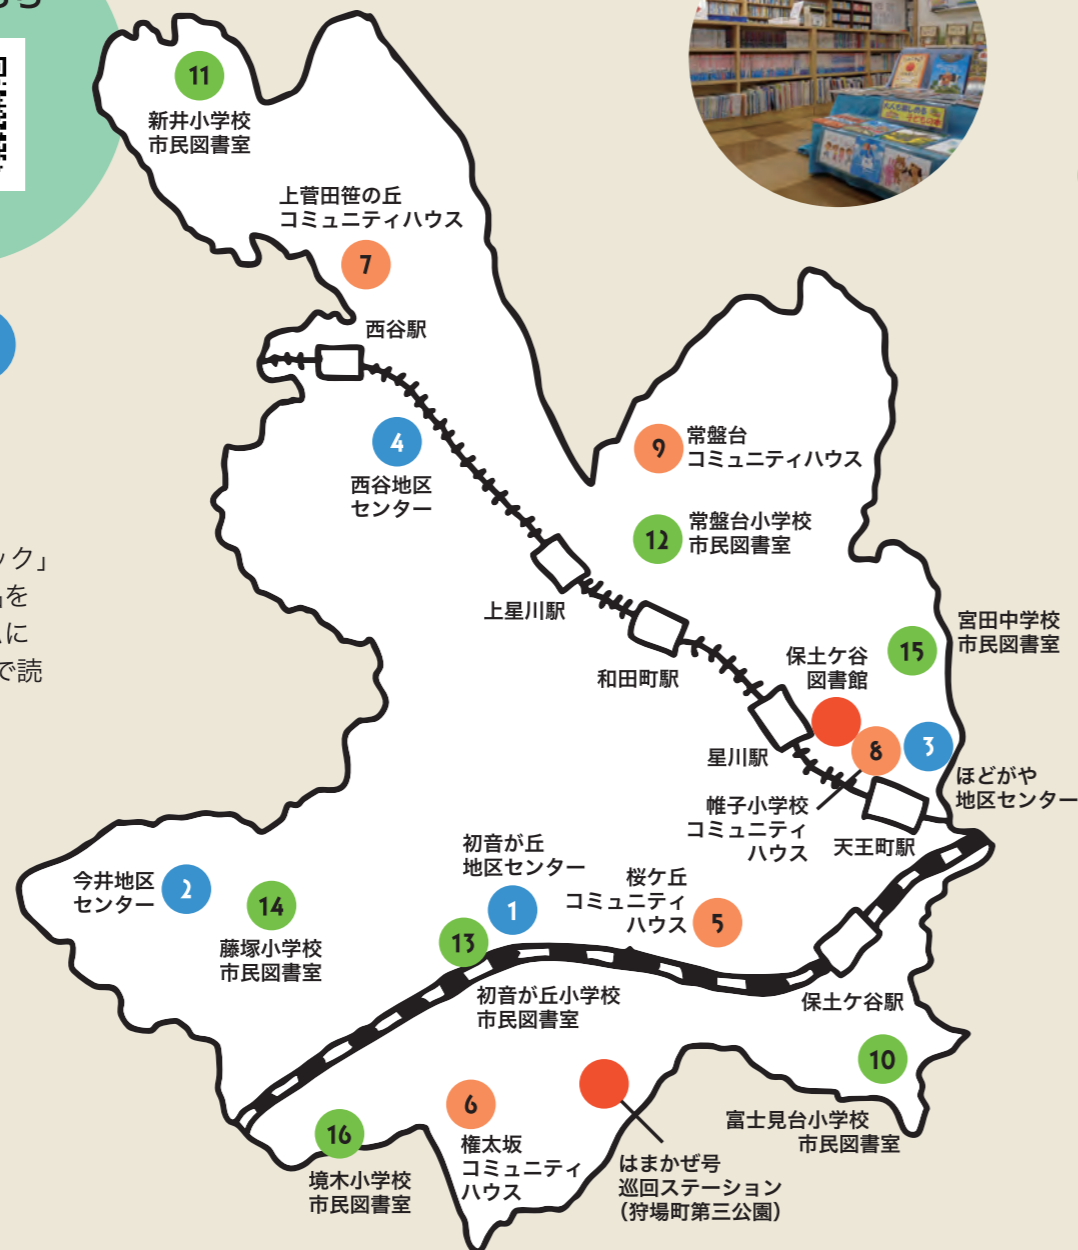 11
新井小学校
市民図書室
上菅田笹の丘
コミュニティハウス
7
西谷駅
4
西谷地区
センター
9
常盤台
コミュニティハウス
12
常盤台小学校
市民図書室
上星川駅
和田町駅
ック」
を
に
で読
宮田中学校
市民図書室
15
保土ケ谷
図書館
星川駅
8
3
ほどがや
地区センター
帷子小学校
コミュニティ
ハウス
天王町駅
初音が丘
地区センター
1
桜ケ丘
コミュニティ
ハウス
5
今井地区
センター
2
14
藤塚小学校
市民図書室
13
初音が丘小学校
市民図書室
保土ケ谷駅
10
富士見台小学校
市民図書室
6
権太坂
コミュニティ
ハウス
はまかぜ号
巡回ステーション
（狩場町第三公園）
16
境木小学校
市民図書室